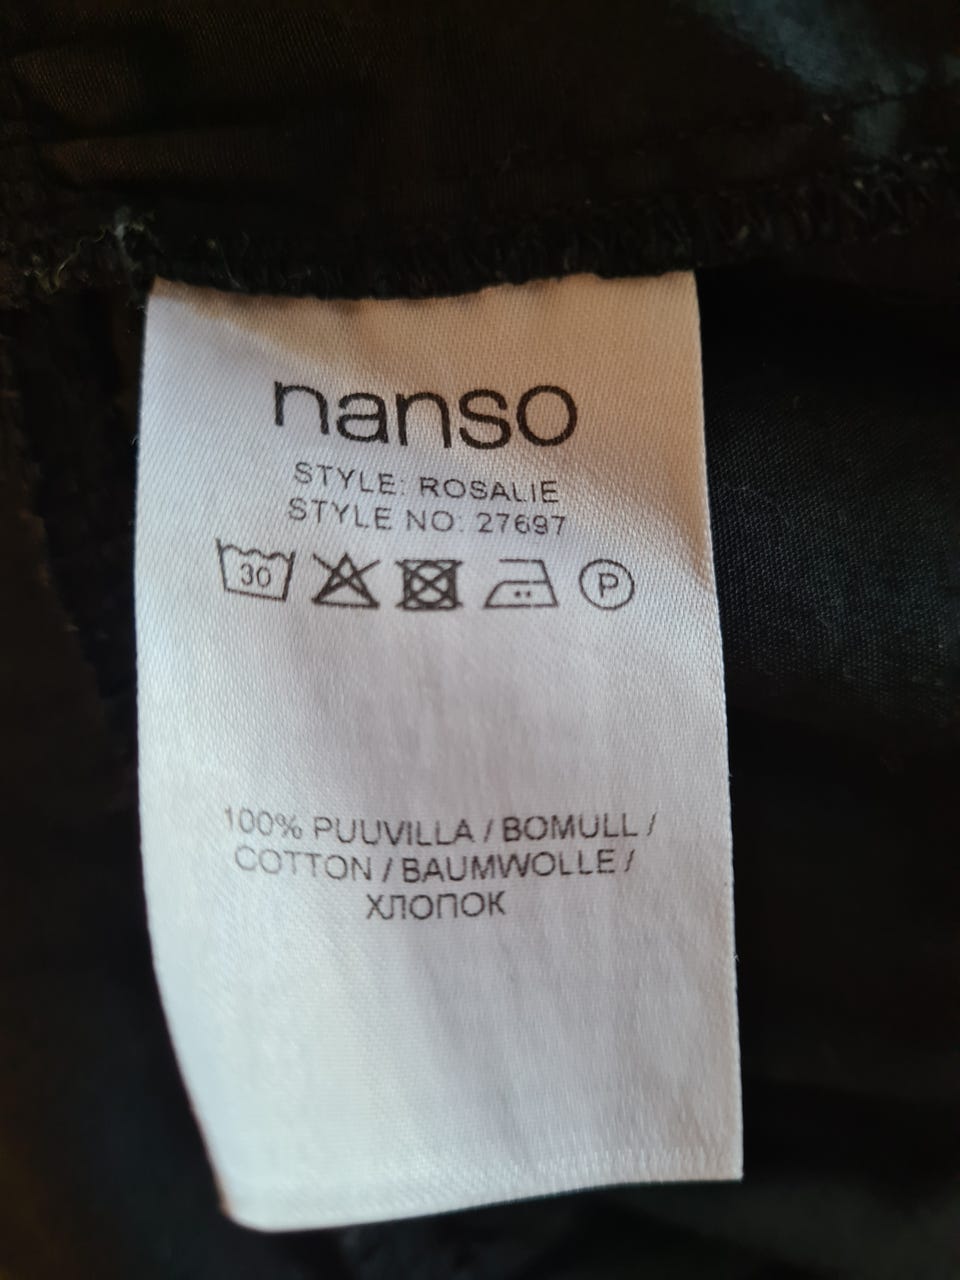 nanso
STYLE: ROSALIE
STYLE NO: 27697
30 P
100% PUUVILLA / BOMULL /
COTTON / BAUMWOLLE /
ХЛОПОК